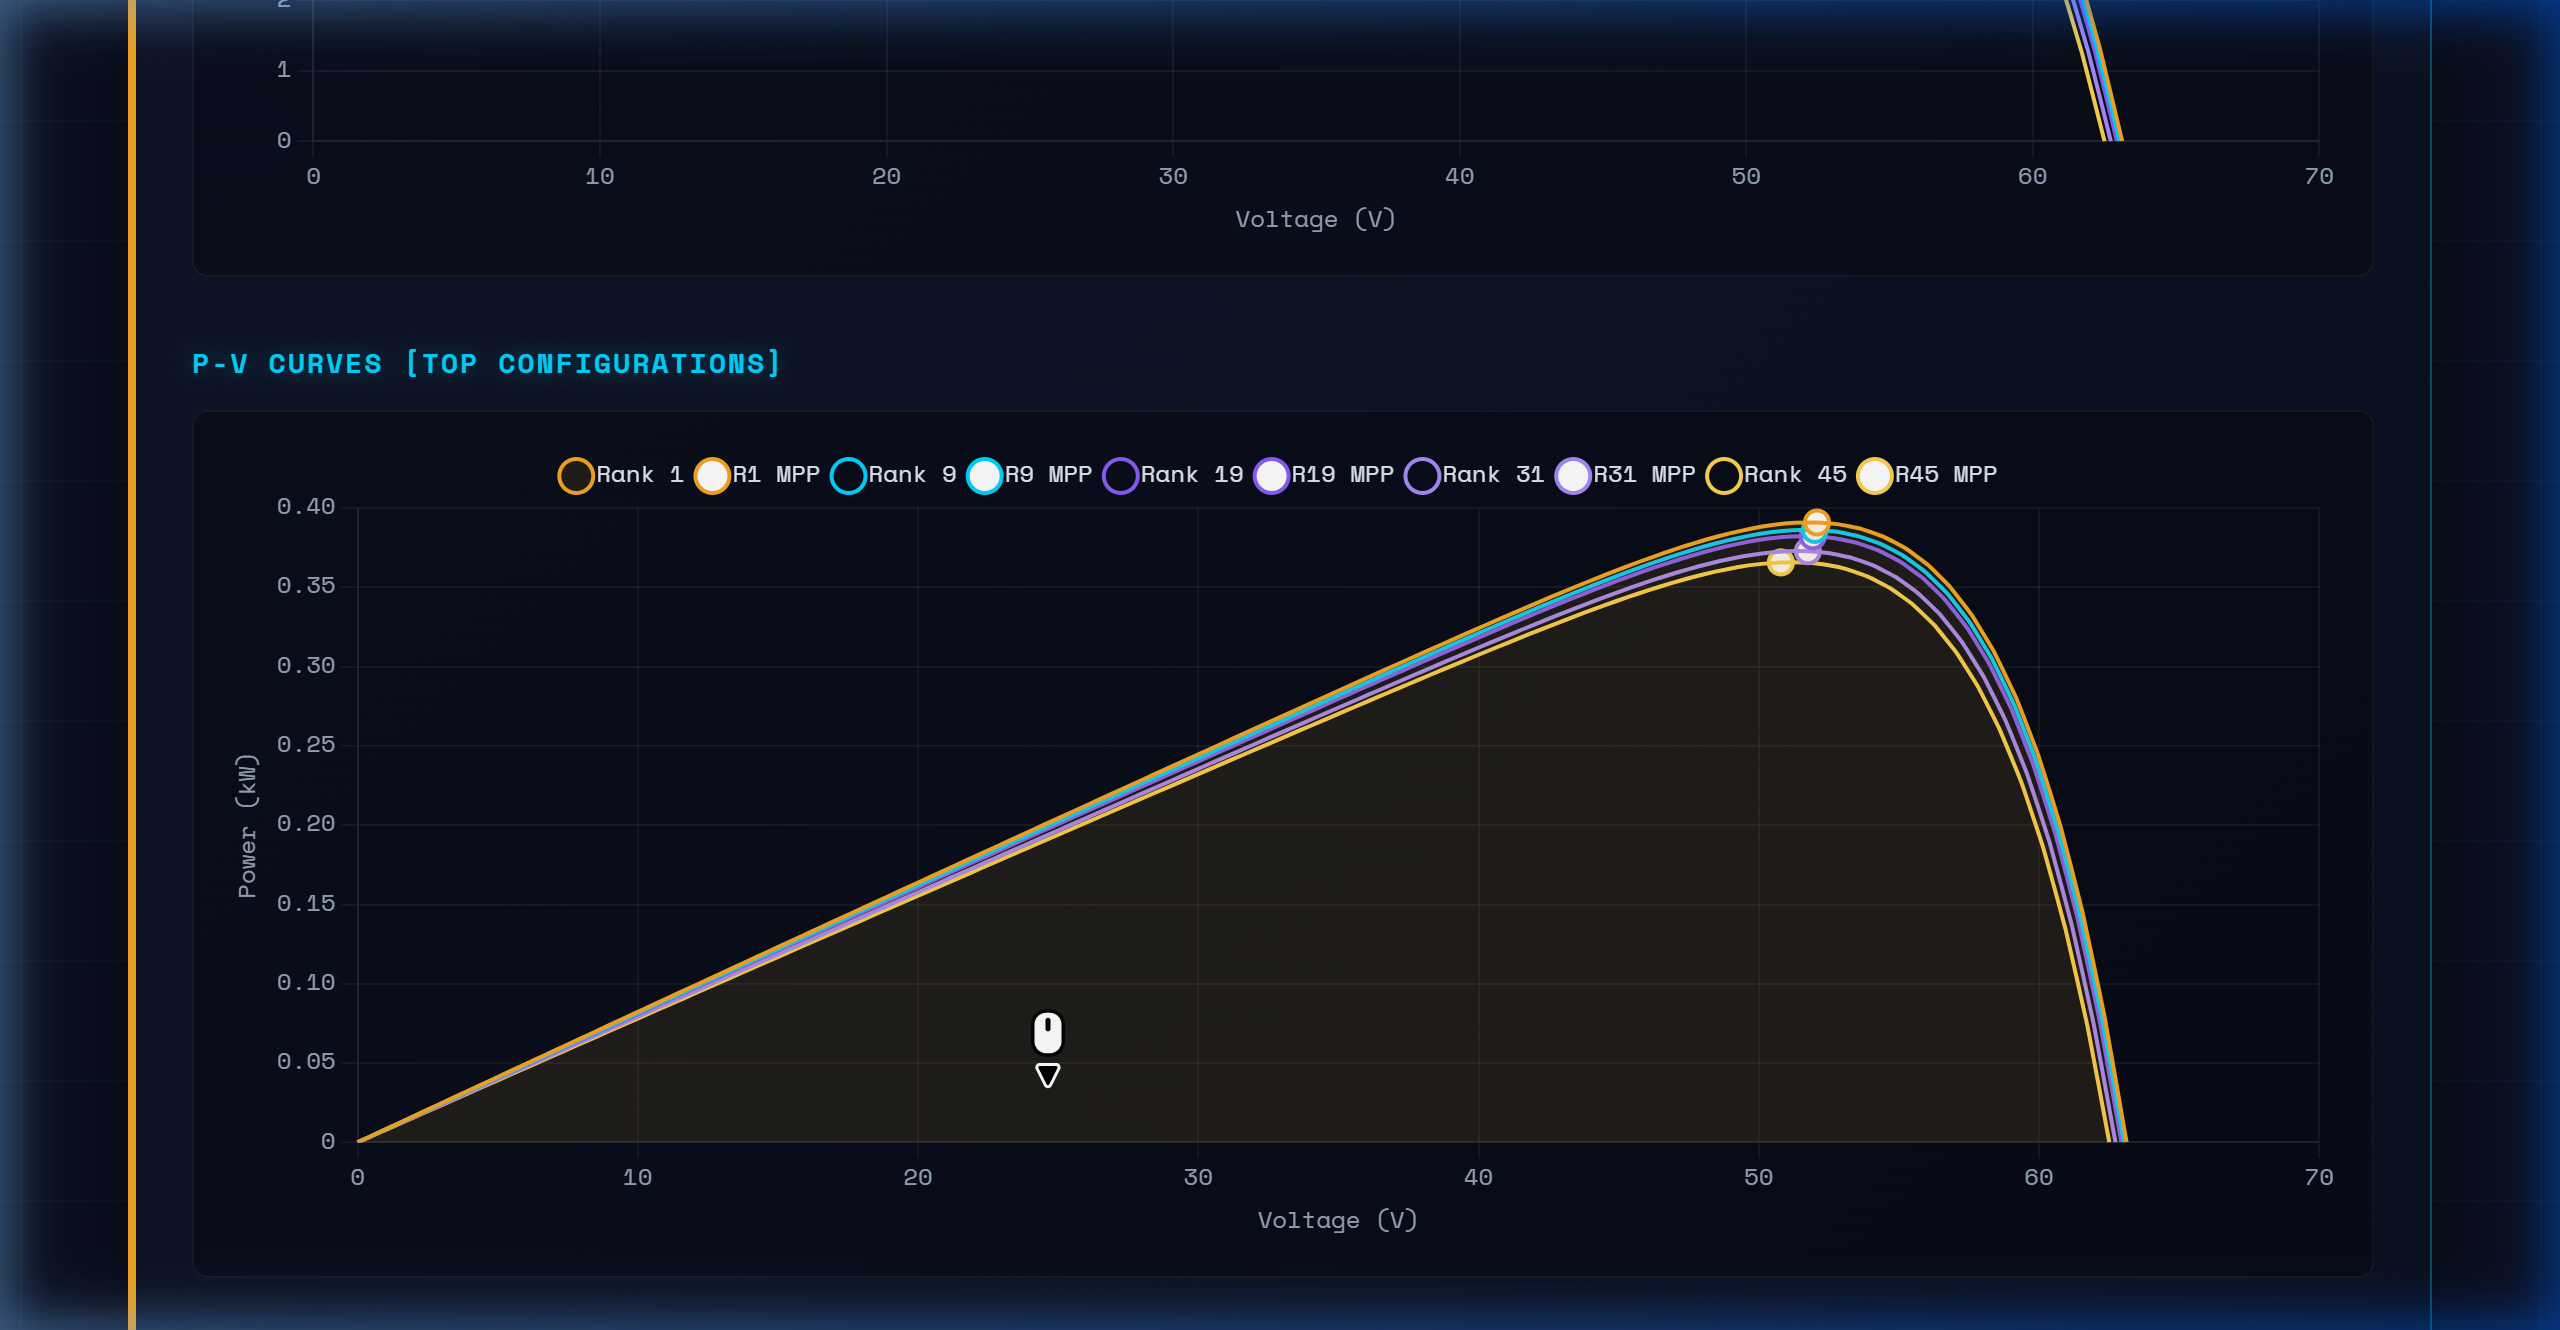 2
1
0
0 10 20 30 40 50 60 70
Voltage (V)
P-V CURVES [TOP CONFIGURATIONS]
Rank 1 R1 MPP Rank 9 R9 MPP Rank 19 R19 MPP Rank 31 R31 MPP Rank 45 R45 MPP
0.40
0.35
0.30
0.25
0.20
0.15
0.10
0.05
0
Power (kW)
0 10 20 30 40 50 60 70
Voltage (V)